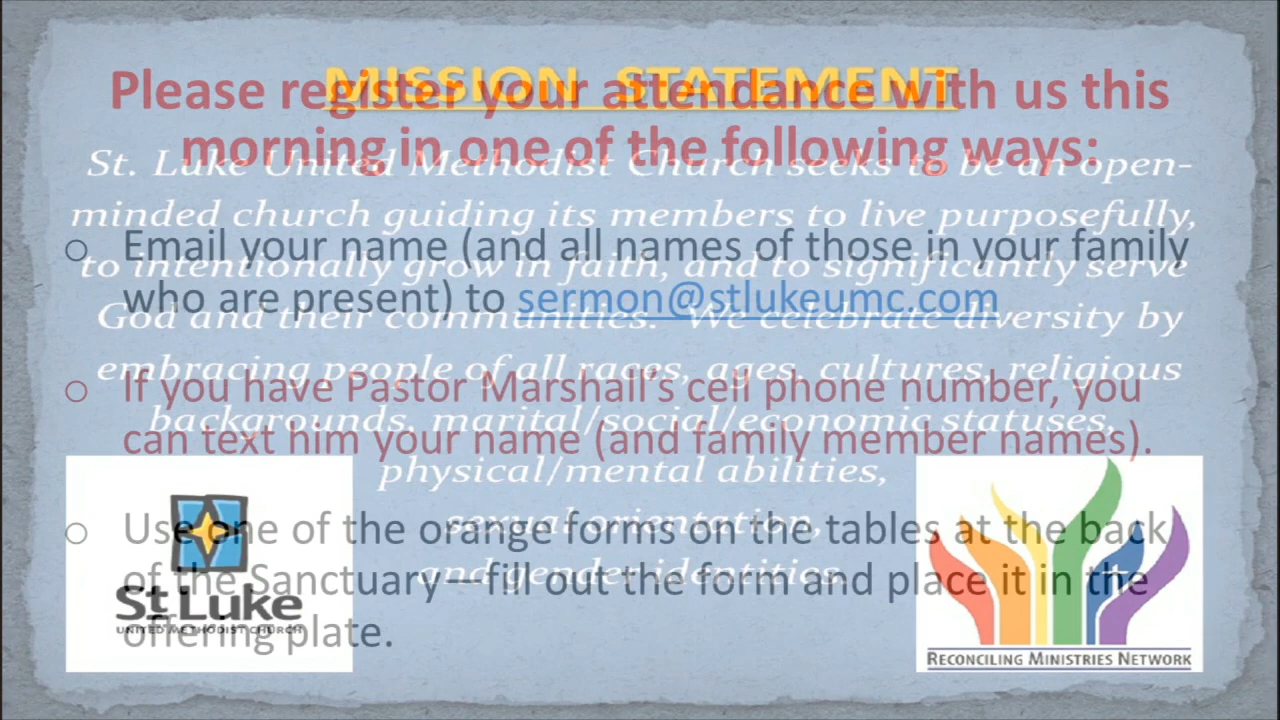 Please register your attendance with us this
morning in one of the following ways:
o Email your name (and all names of those in your family
who are present) to sermon@stlukeumc.com
o If you have Pastor Marshall's cell phone number, you
can text him your name (and family member names).
o Use one of the orange forms on the tables at the back
of the Sanctuary—fill out the form and place it in the
offering plate.
MISSION STATEMENT
St. Luke United Methodist Church seeks to be an open-
minded church guiding its members to live purposefully,
to intentionally grow in faith, and to significantly serve
God and their communities. We celebrate diversity by
embracing people of all races, ages, cultures, religious
backgrounds, marital/social/economic statuses,
physical/mental abilities,
sexual orientation,
and gender identities.
St Luke
UNITED METHODIST CHURCH
RECONCILING MINISTRIES NETWORK